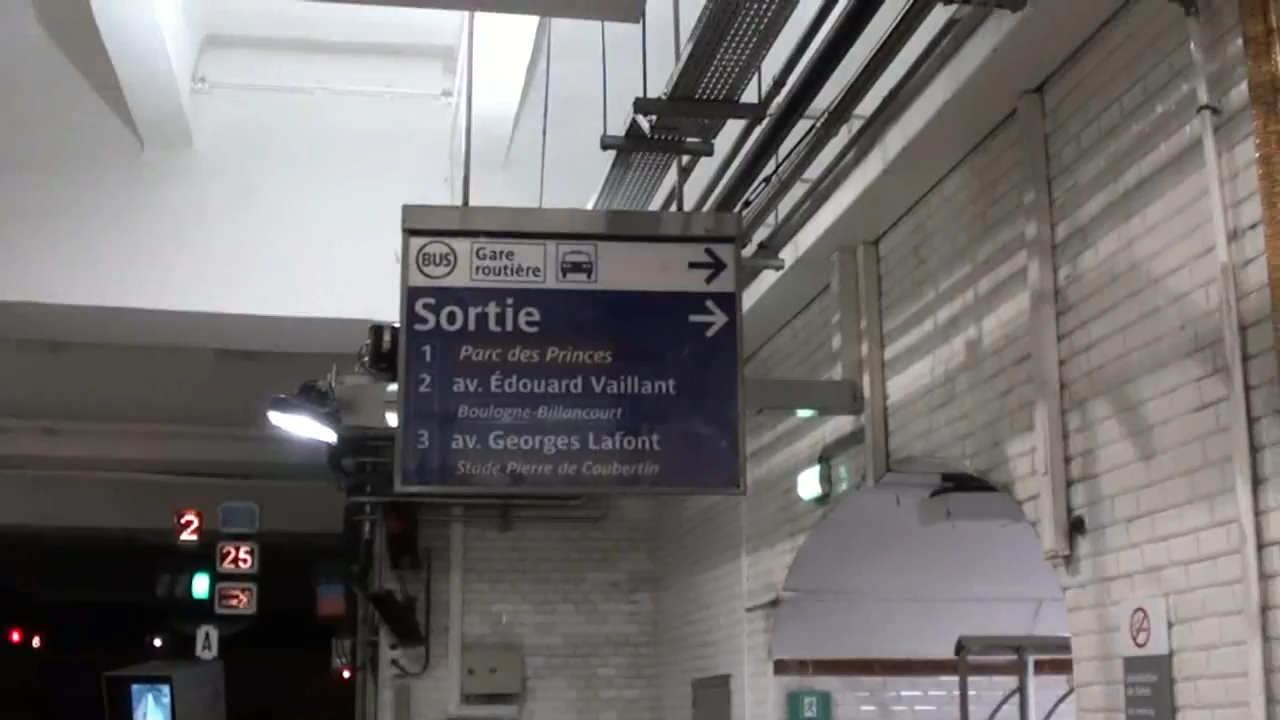 BUS Gare routière
Sortie
1 Parc des Princes
2 av. Édouard Vaillant
Boulogne-Billancourt
3 av. Georges Lafont
Stade Pierre de Coubertin
2
25
A
6